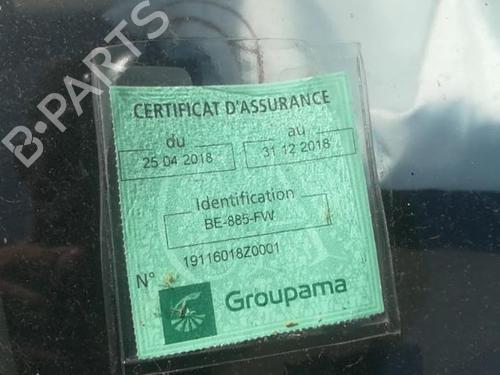 B-PARTS
CERTIFICAT D'ASSURANCE
du au
25 04 2018 31 12 2018
Identification
BE-885-FW
N° 19116018Z0001
Groupama